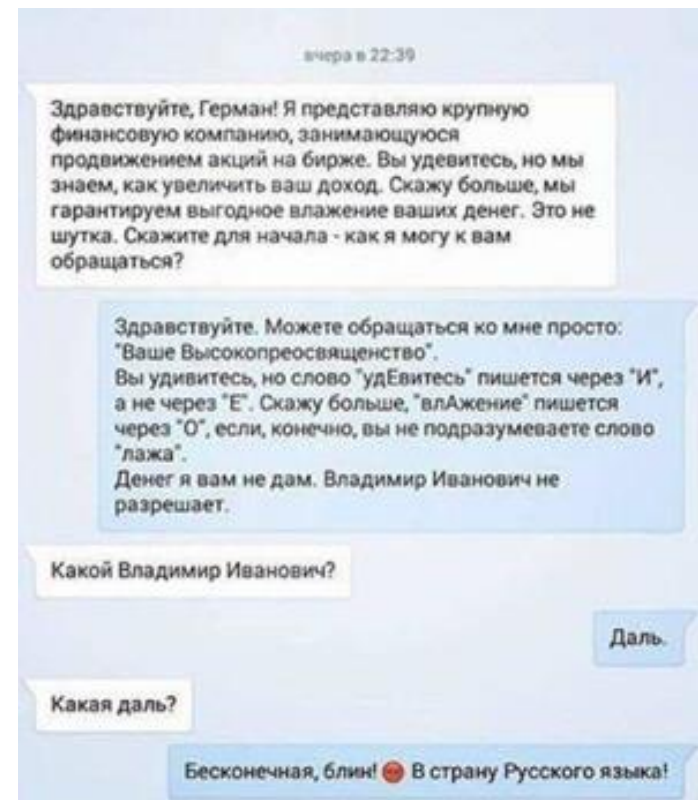 вчера в 22:39
Здравствуйте, Герман! Я представляю крупную
финансовую компанию, занимающуюся
продвижением акций на бирже. Вы удевитесь, но мы
знаем, как увеличить ваш доход. Скажу больше, мы
гарантируем выгодное влажение ваших денег. Это не
шутка. Скажите для начала - как я могу к вам
обращаться?
Здравствуйте. Можете обращаться ко мне просто:
"Ваше Высокопреосвященство".
Вы удивитесь, но слово "удЕвитесь" пишется через "И",
а не через "Е". Скажу больше, "влАжение" пишется
через "О", если, конечно, вы не подразумеваете слово
"лажа".
Денег я вам не дам. Владимир Иванович не
разрешает.
Какой Владимир Иванович?
Даль.
Какая даль?
Бесконечная, блин! В страну Русского языка!